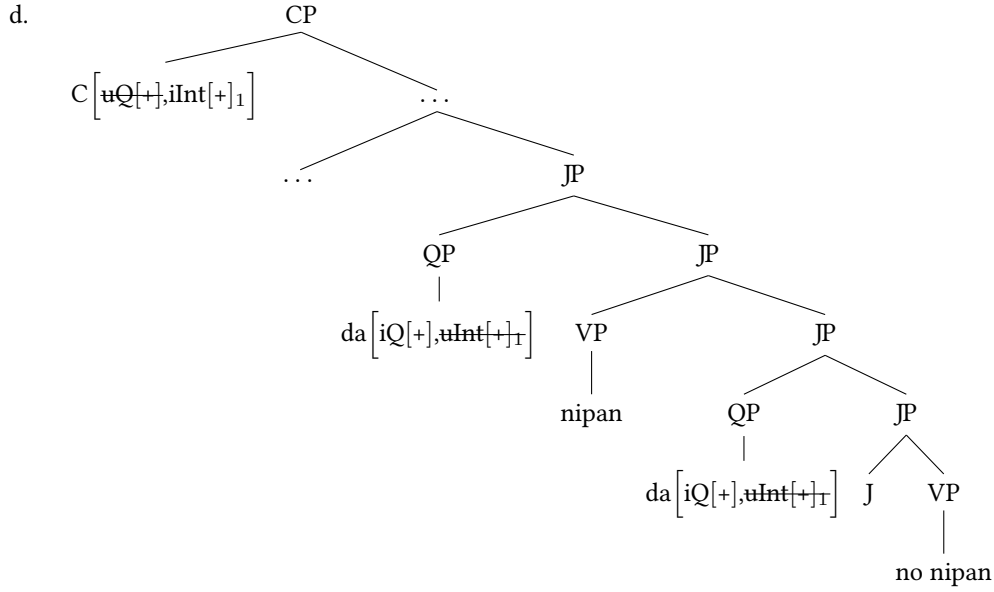 d.
CP
C [uQ[+],iInt[+]₁]
. . .
. . .
JP
QP
JP
da [iQ[+],uInt[+]₁]
VP
JP
nipan
QP
JP
da [iQ[+],uInt[+]₁]
J
VP
no nipan